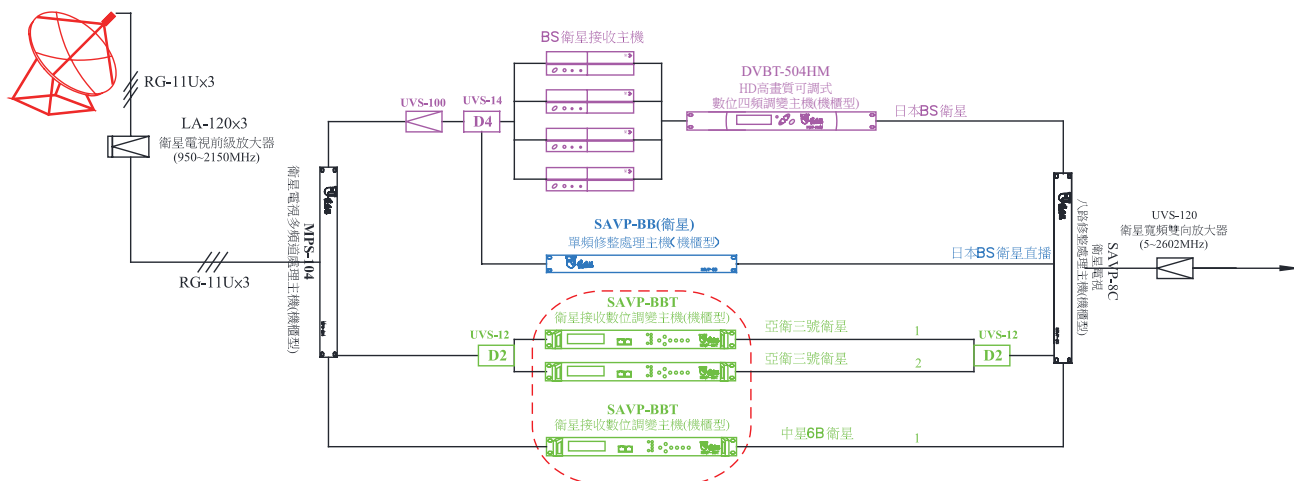 RG-11Ux3
LA-120x3
衛星電視前級放大器
(950~2150MHz)
RG-11Ux3
MPS-104
衛星電視多頻道處理主機(機櫃型)
UVS-100
UVS-14
D4
BS衛星接收主機
DVBT-504HM
HD高畫質可調式
數位四頻調變主機(機櫃型)
日本BS衛星
SAVP-BB(衛星)
單頻修整處理主機(機櫃型)
日本BS衛星直播
SAVP-BBT
衛星接收數位調變主機(機櫃型)
UVS-12
D2
亞衛三號衛星
1
亞衛三號衛星
2
UVS-12
D2
SAVP-BBT
衛星接收數位調變主機(機櫃型)
中星6B衛星
1
SAVP-8C
衛星電視
八路修整處理主機(機櫃型)
UVS-120
衛星寬頻雙向放大器
(5~2602MHz)